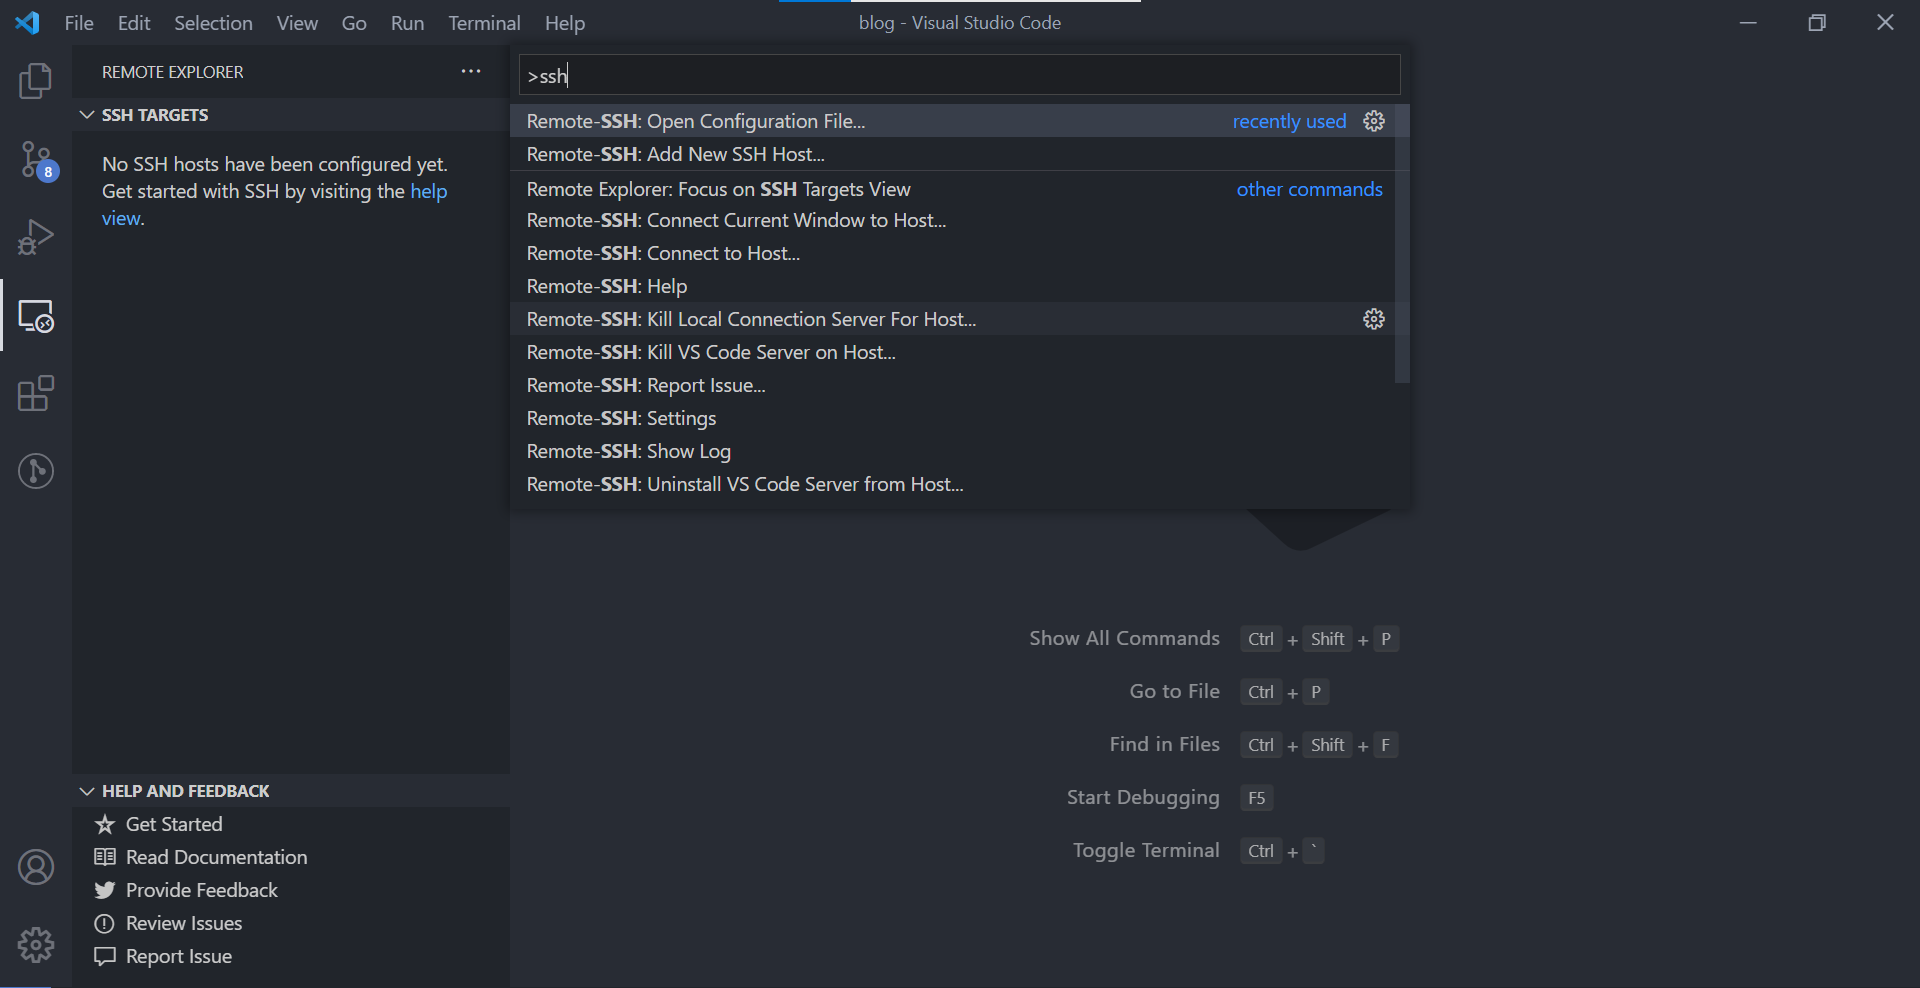 File Edit Selection View Go Run Terminal Help
blog - Visual Studio Code
REMOTE EXPLORER
SSH TARGETS
No SSH hosts have been configured yet.
Get started with SSH by visiting the help
view.
8
>ssh
Remote-SSH: Open Configuration File... recently used
Remote-SSH: Add New SSH Host...
Remote Explorer: Focus on SSH Targets View other commands
Remote-SSH: Connect Current Window to Host...
Remote-SSH: Connect to Host...
Remote-SSH: Help
Remote-SSH: Kill Local Connection Server For Host...
Remote-SSH: Kill VS Code Server on Host...
Remote-SSH: Report Issue...
Remote-SSH: Settings
Remote-SSH: Show Log
Remote-SSH: Uninstall VS Code Server from Host...
Show All Commands Ctrl + Shift + P
Go to File Ctrl + P
Find in Files Ctrl + Shift + F
Start Debugging F5
Toggle Terminal Ctrl + `
HELP AND FEEDBACK
Get Started
Read Documentation
Provide Feedback
Review Issues
Report Issue